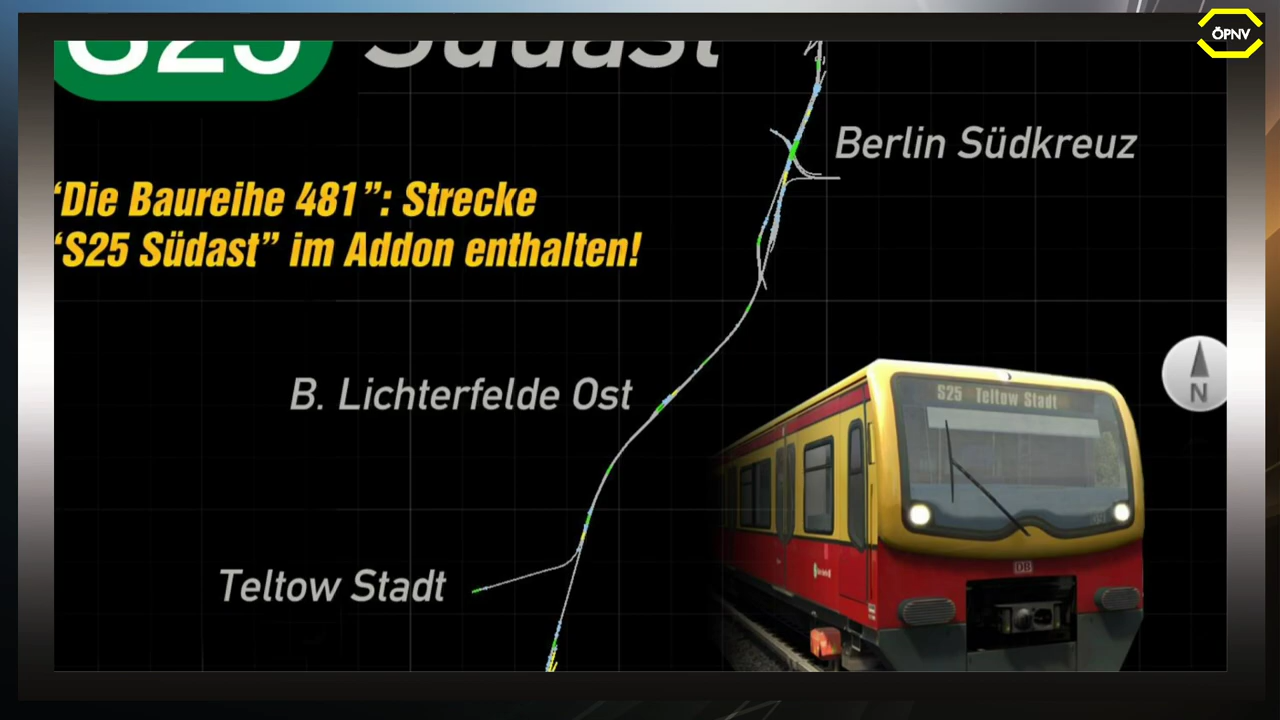 ÖPNV
S25 Südast
Berlin Südkreuz
“Die Baureihe 481”: Strecke
“S25 Südast” im Addon enthalten!
B. Lichterfelde Ost
N
S25 Teltow Stadt
DB
Teltow Stadt